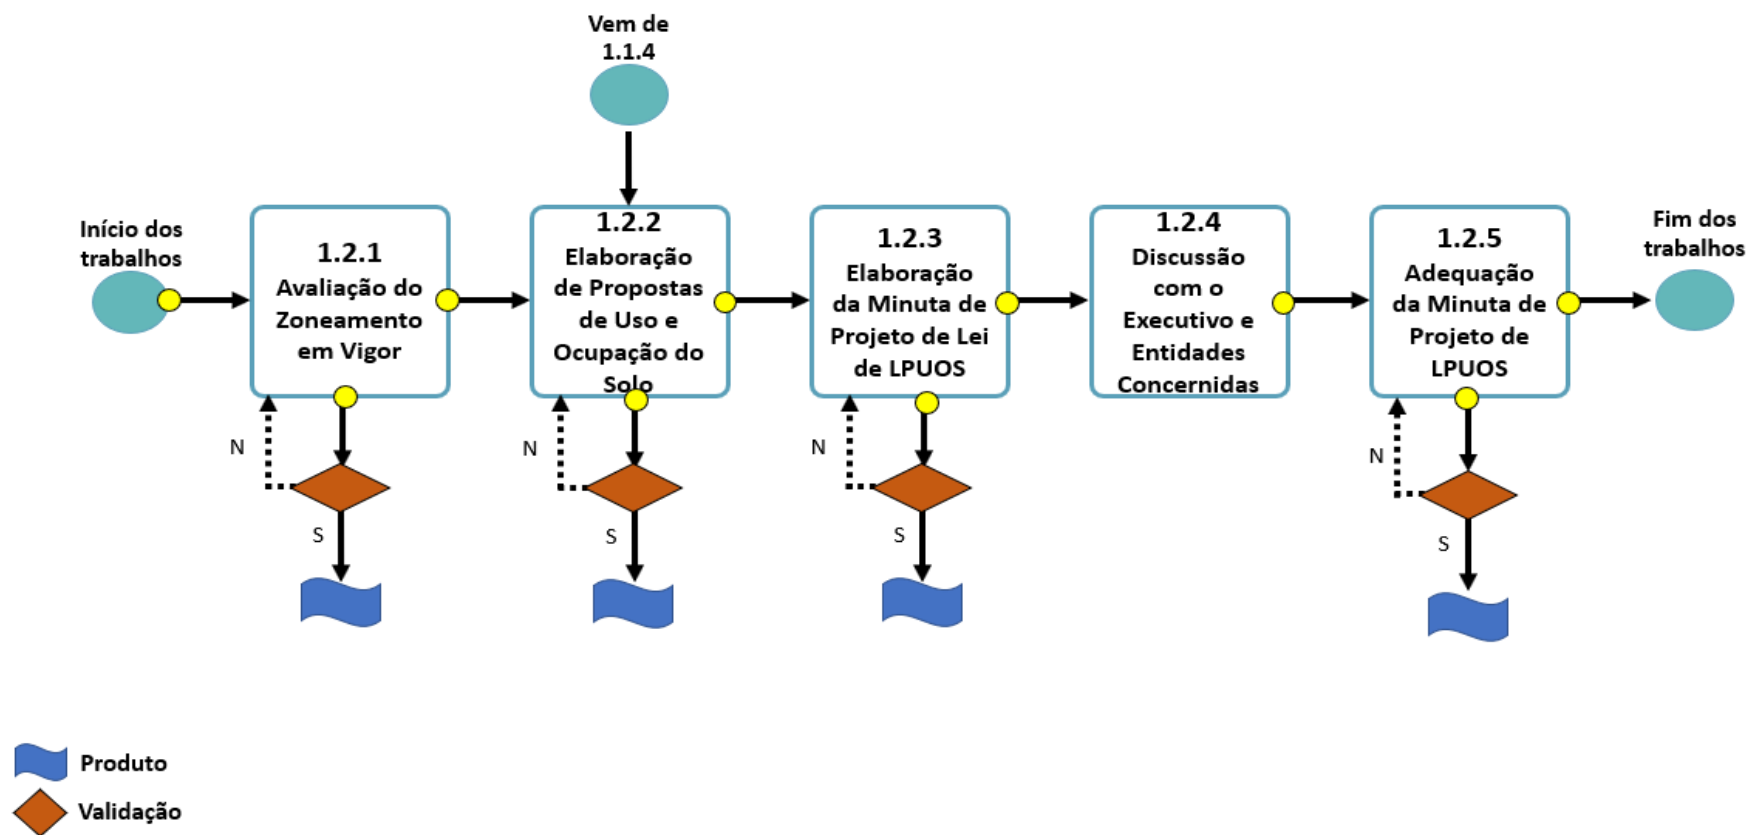 Vem de
1.1.4
Início dos
trabalhos
1.2.1
Avaliação do
Zoneamento
em Vigor
1.2.2
Elaboração
de Propostas
de Uso e
Ocupação do
Solo
1.2.3
Elaboração
da Minuta de
Projeto de Lei
de LPUOS
1.2.4
Discussão
com o
Executivo e
Entidades
Concernidas
1.2.5
Adequação
da Minuta de
Projeto de
LPUOS
Fim dos
trabalhos
N
N
N
N
S
S
S
S
Produto
Validação